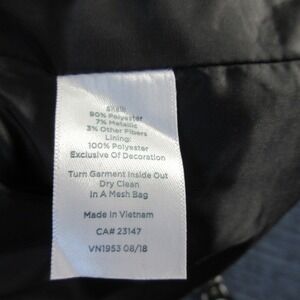 Shell:
90% Polyester
7% Metallic
3% Other Fibers
Lining:
100% Polyester
Exclusive Of Decoration
Turn Garment Inside Out
Dry Clean
In A Mesh Bag
Made In Vietnam
CA# 23147
VN1953 08/18